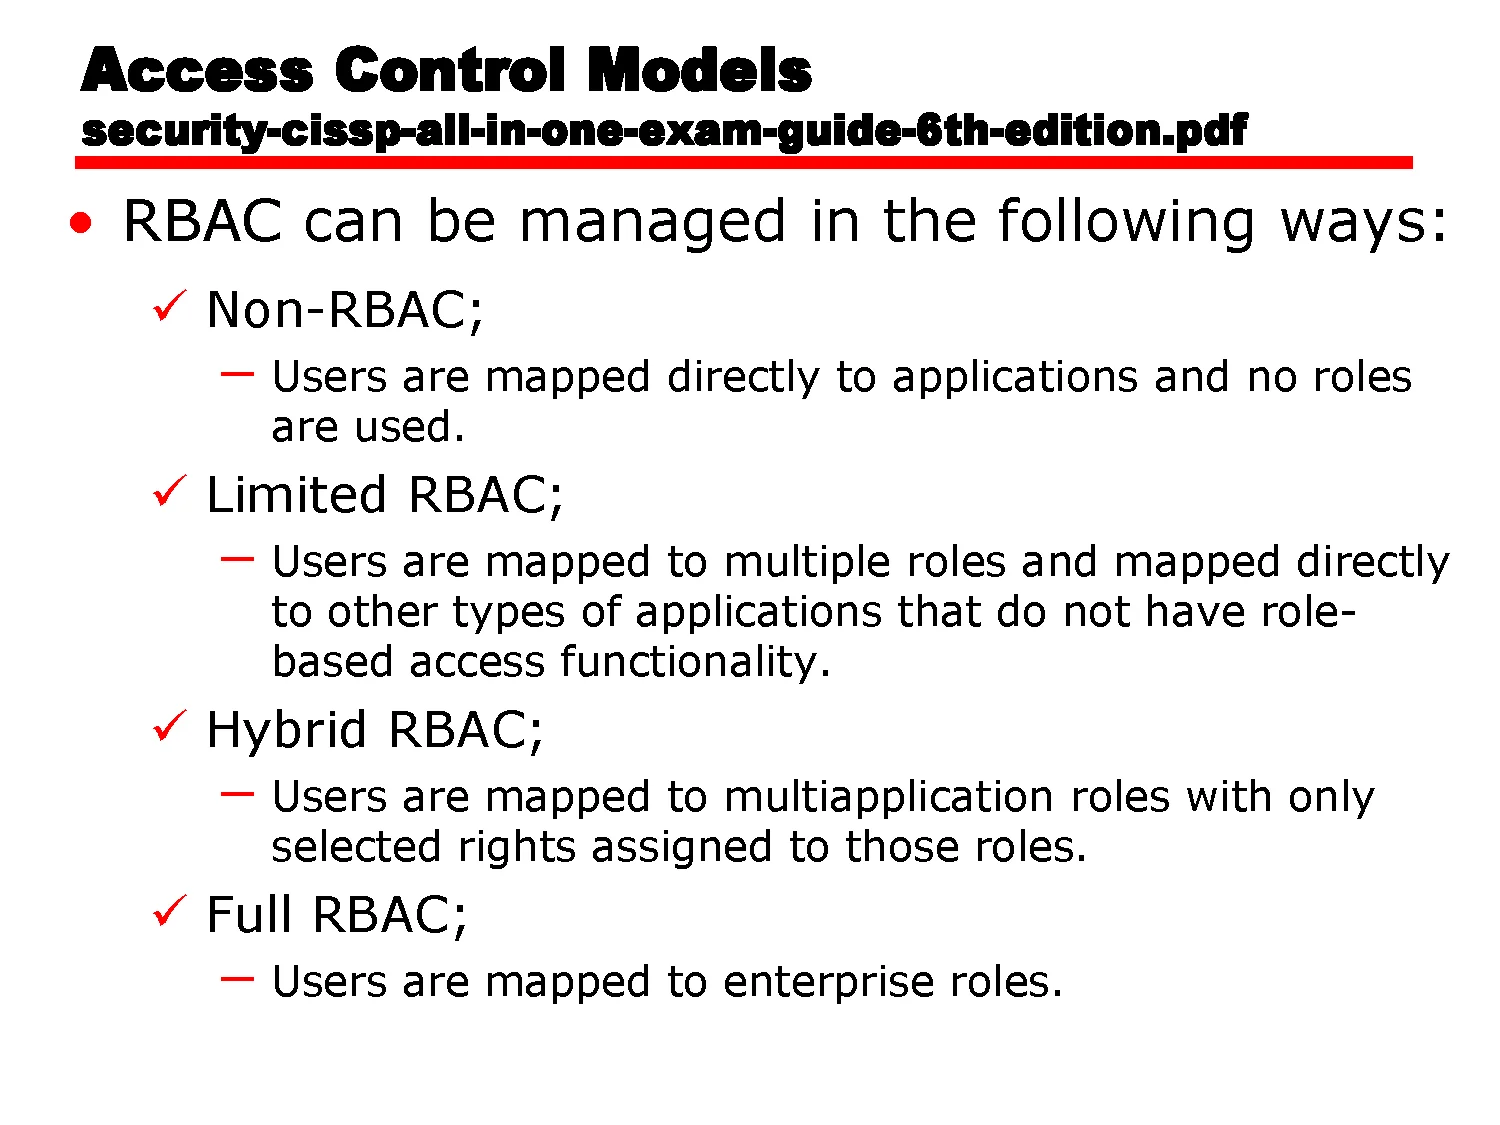 Access Control Models
security-cissp-all-in-one-exam-guide-6th-edition.pdf
• RBAC can be managed in the following ways:
✓ Non-RBAC;
– Users are mapped directly to applications and no roles
are used.
✓ Limited RBAC;
– Users are mapped to multiple roles and mapped directly
to other types of applications that do not have role-
based access functionality.
✓ Hybrid RBAC;
– Users are mapped to multiapplication roles with only
selected rights assigned to those roles.
✓ Full RBAC;
– Users are mapped to enterprise roles.